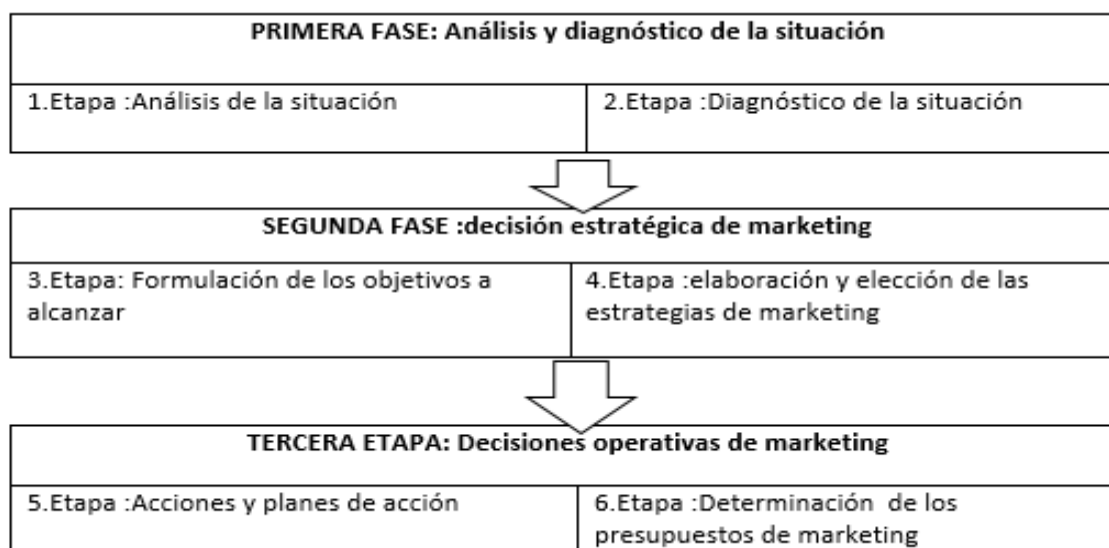 PRIMERA FASE: Análisis y diagnóstico de la situación
1.Etapa :Análisis de la situación
2.Etapa :Diagnóstico de la situación
SEGUNDA FASE :decisión estratégica de marketing
3.Etapa: Formulación de los objetivos a
alcanzar
4.Etapa :elaboración y elección de las
estrategias de marketing
TERCERA ETAPA: Decisiones operativas de marketing
5.Etapa :Acciones y planes de acción
6.Etapa :Determinación de los
presupuestos de marketing